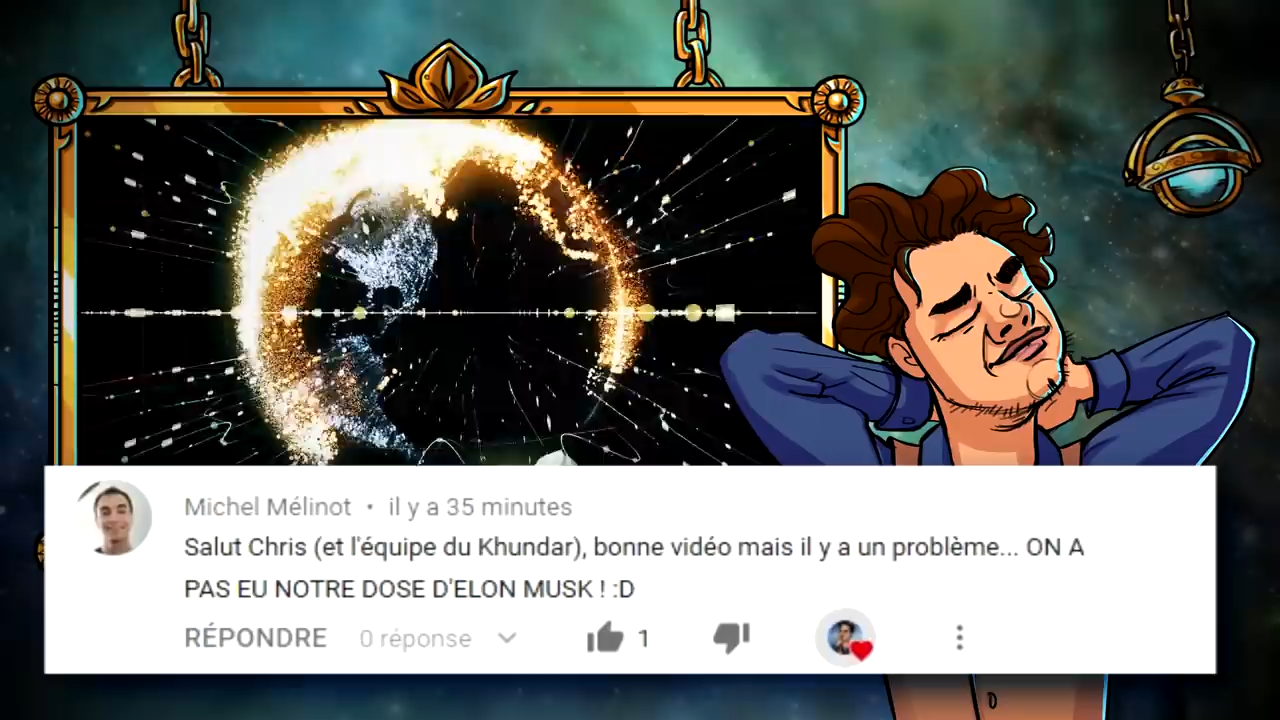 Michel Mélinot • il y a 35 minutes
Salut Chris (et l'équipe du Khundar), bonne vidéo mais il y a un problème... ON A
PAS EU NOTRE DOSE D'ELON MUSK ! :D
RÉPONDRE 0 réponse 1